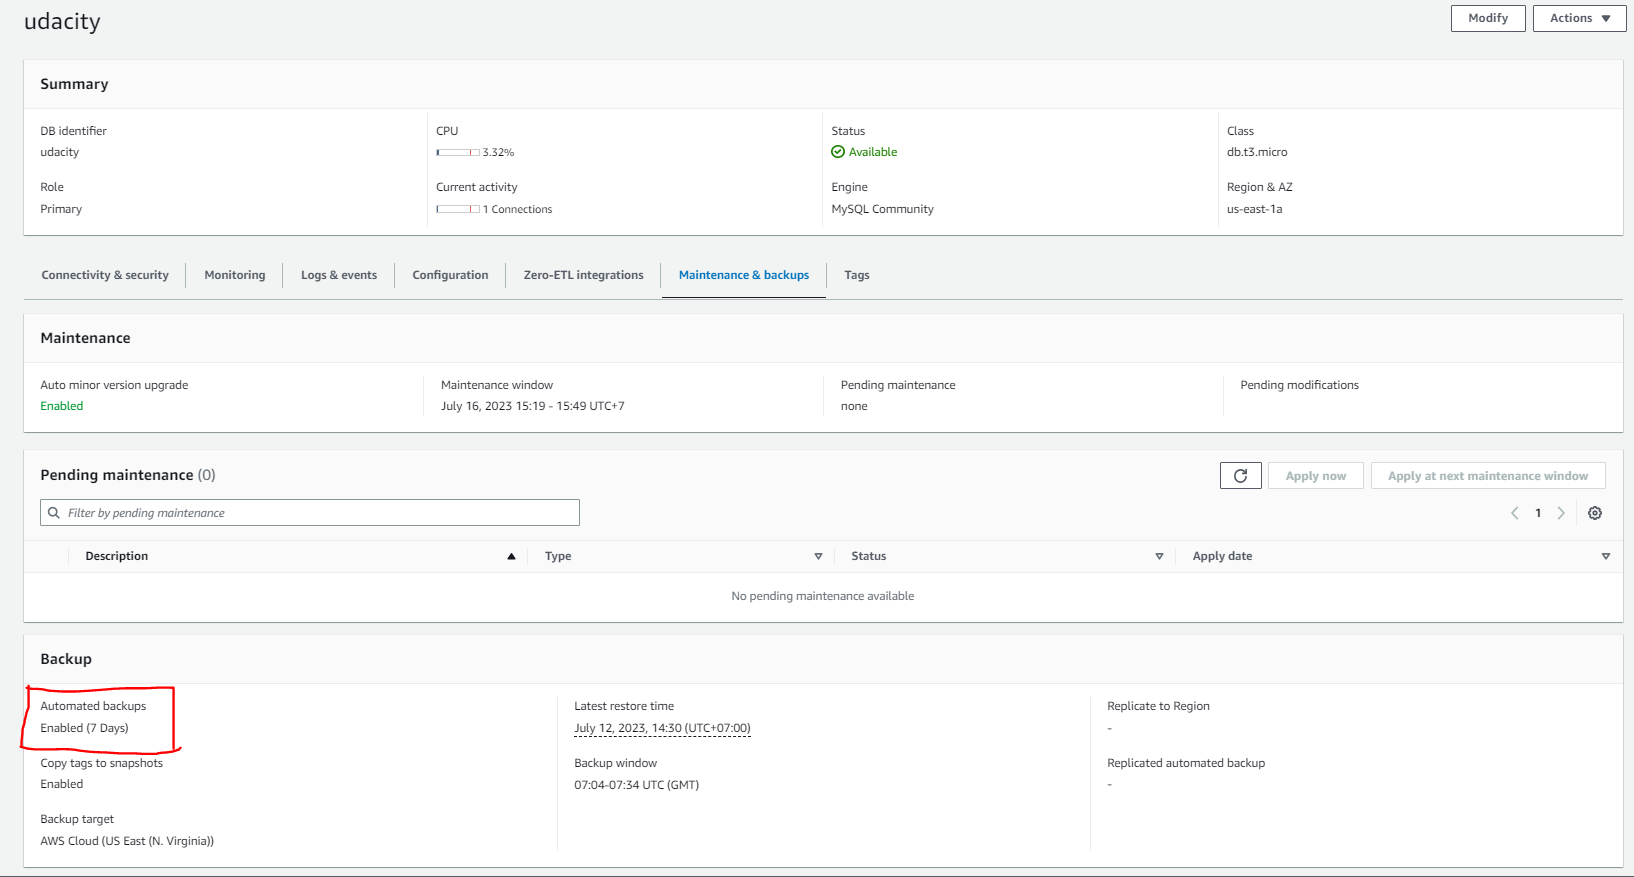 udacity
Modify
Actions
Summary
DB identifier
udacity
CPU
3.32%
Status
Available
Class
db.t3.micro
Role
Primary
Current activity
1 Connections
Engine
MySQL Community
Region & AZ
us-east-1a
Connectivity & security
Monitoring
Logs & events
Configuration
Zero-ETL integrations
Maintenance & backups
Tags
Maintenance
Auto minor version upgrade
Enabled
Maintenance window
July 16, 2023 15:19 - 15:49 UTC+7
Pending maintenance
none
Pending modifications
Pending maintenance (0)
Apply now
Apply at next maintenance window
Filter by pending maintenance
1
Description
Type
Status
Apply date
No pending maintenance available
Backup
Automated backups
Enabled (7 Days)
Copy tags to snapshots
Enabled
Backup target
AWS Cloud (US East (N. Virginia))
Latest restore time
July 12, 2023, 14:30 (UTC+07:00)
Backup window
07:04-07:34 UTC (GMT)
Replicate to Region
-
Replicated automated backup
-